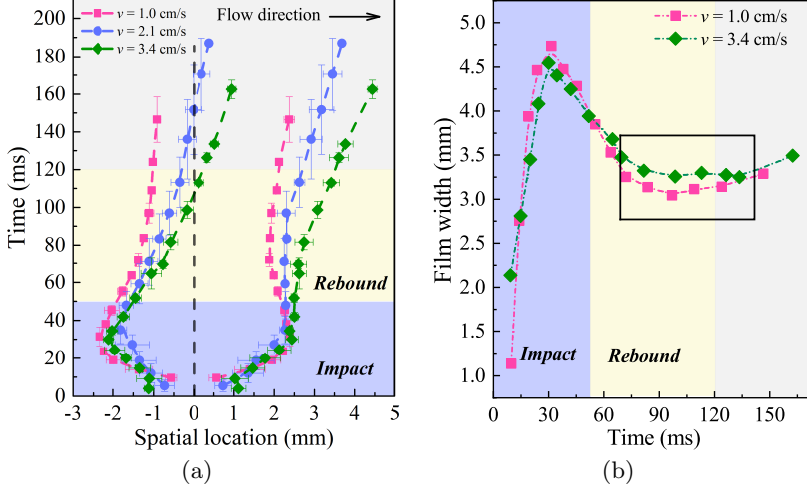 200
180
160
140
120
100
80
60
40
20
0
Time (ms)
v = 1.0 cm/s
v = 2.1 cm/s
v = 3.4 cm/s
Flow direction
Rebound
Impact
-3 -2 -1 0 1 2 3 4 5
Spatial location (mm)
(a)
5.0
4.5
4.0
3.5
3.0
2.5
2.0
1.5
1.0
Film width (mm)
v = 1.0 cm/s
v = 3.4 cm/s
Impact Rebound
0 30 60 90 120 150
Time (ms)
(b)